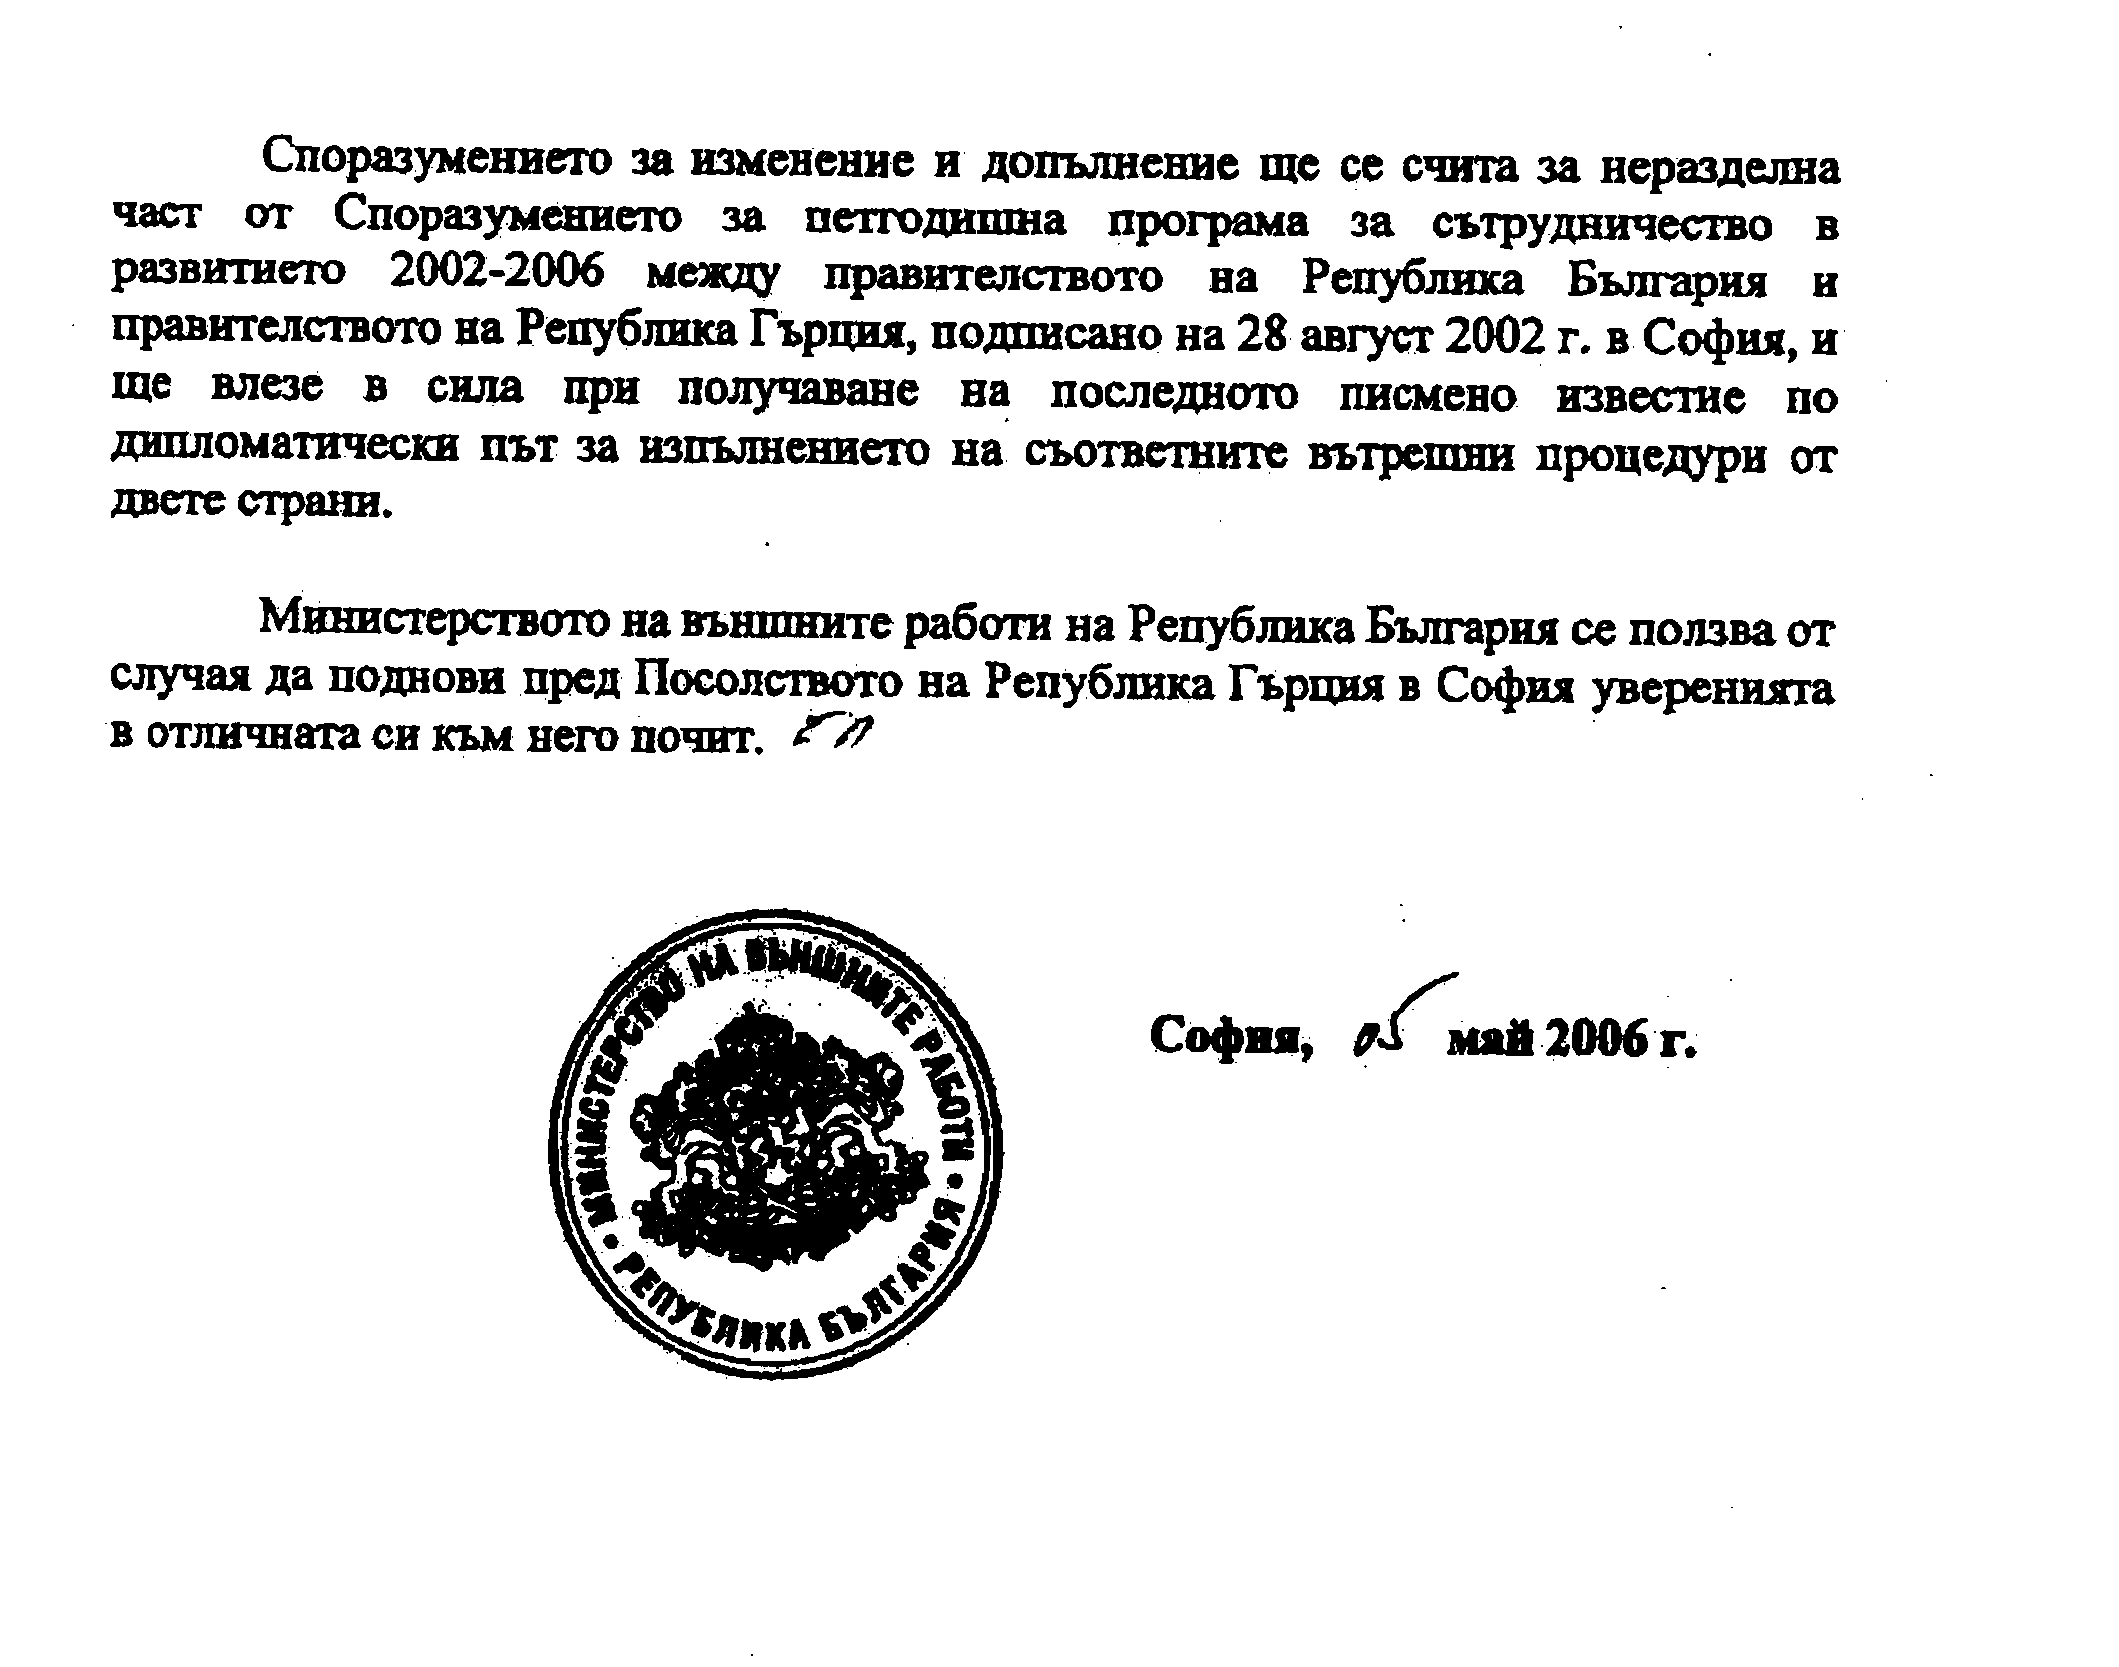 Споразумението за изменение и допълнение ще се счита за неразделна
част от Споразумението за петгодишна програма за сътрудничество в
развитието 2002-2006 между правителството на Република България и
правителството на Република Гърция, подписано на 28 август 2002 г. в София, и
ще влезе в сила при получаване на последното писмено известие по
дипломатически път за изпълнението на съответните вътрешни процедури от
двете страни.
Министерството на външните работи на Република България се ползва от
случая да поднови пред Посолството на Република Гърция в София уверенията
в отличната си към него почит.
София, 05 май 2006 г.
МИНИСТЕРСТВО НА ВЪНШНИТЕ РАБОТИ •
РЕПУБЛИКА БЪЛГАРИЯ •